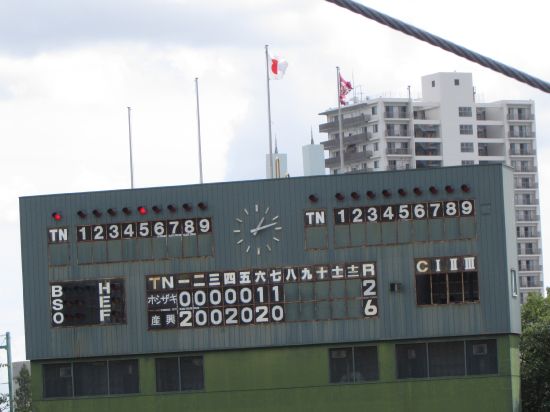 TN 1 2 3 4 5 6 7 8 9
TN 1 2 3 4 5 6 7 8 9
B H
S E
O F
TN 一 二 三 四 五 六 七 八 九 十 土 土 R
ホシザキ 0 0 0 0 0 1 1 2
産興 2 0 0 2 0 2 0 6
C I II III